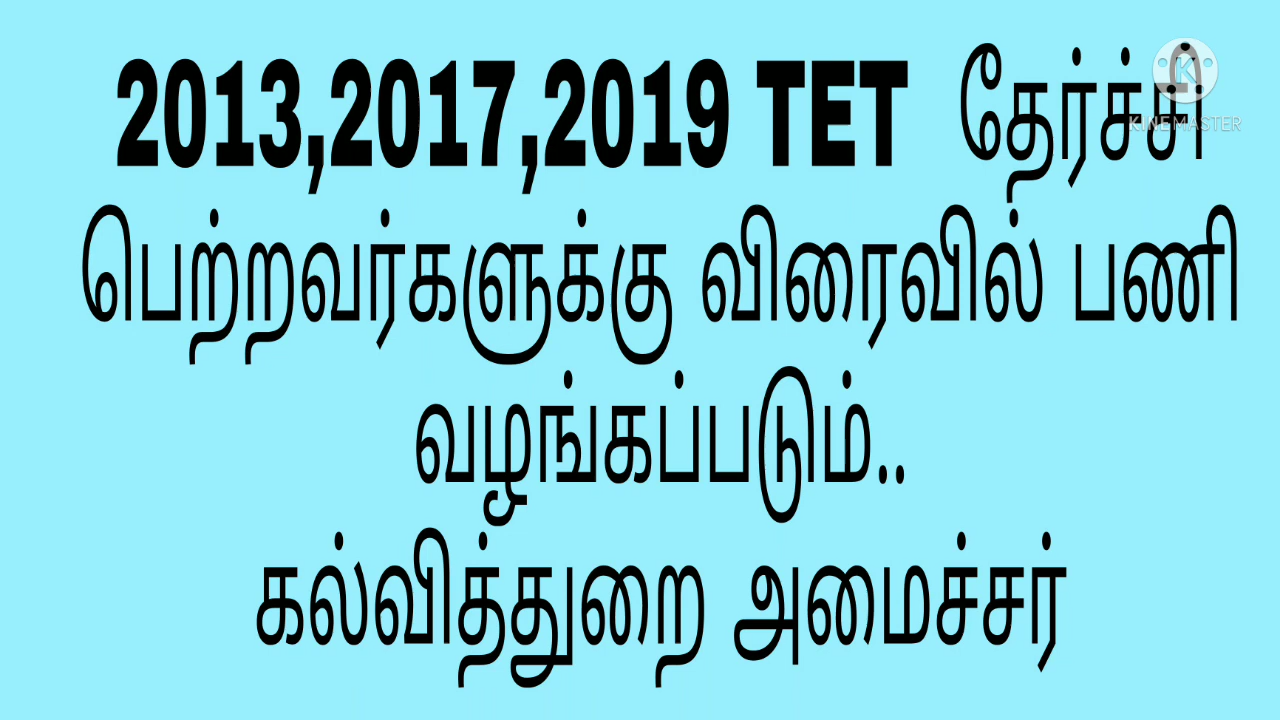 2013,2017,2019 TET தேர்ச்சி
பெற்றவர்களுக்கு விரைவில் பணி
வழங்கப்படும்..
கல்வித்துறை அமைச்சர்
KINEMASTER